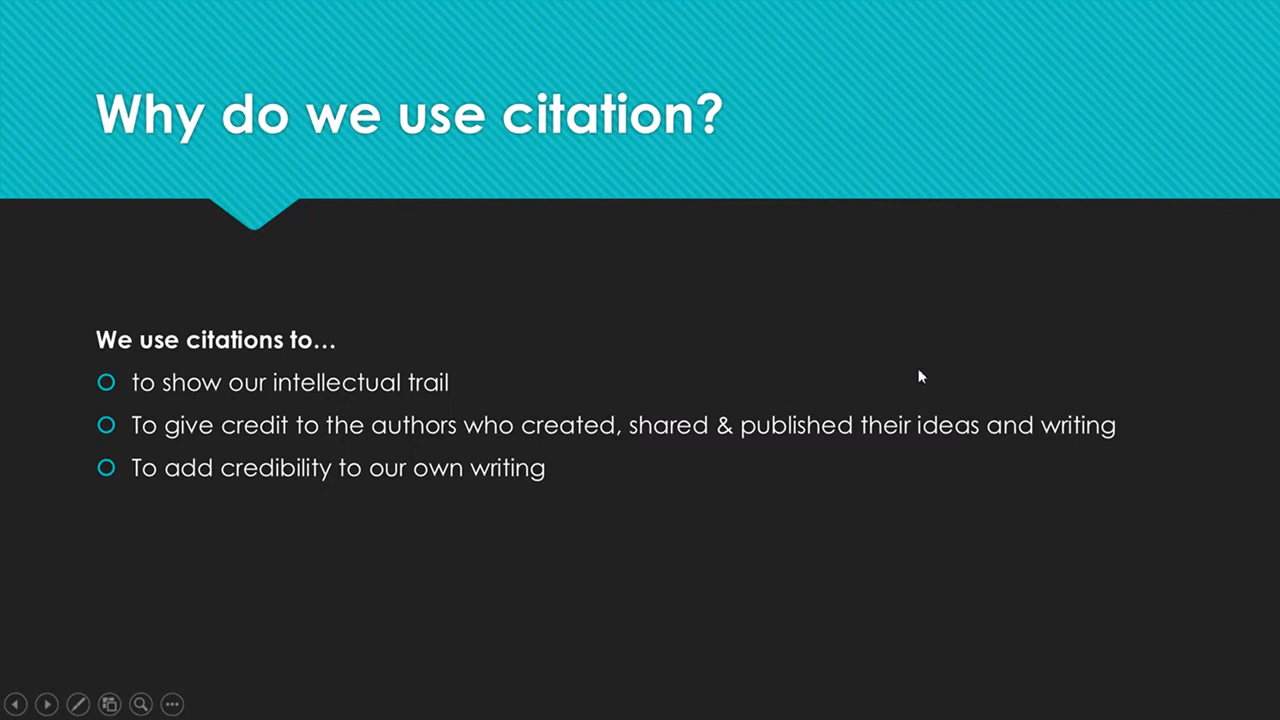 Why do we use citation?
We use citations to…
to show our intellectual trail
To give credit to the authors who created, shared & published their ideas and writing
To add credibility to our own writing